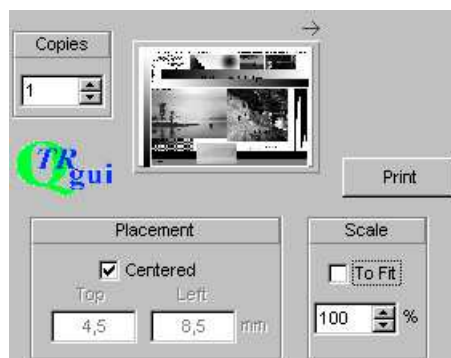 Copies
1
QTRgui
Print
Placement
Scale
Centered
To Fit
Top Left
4,5 8,5 mm
100 %